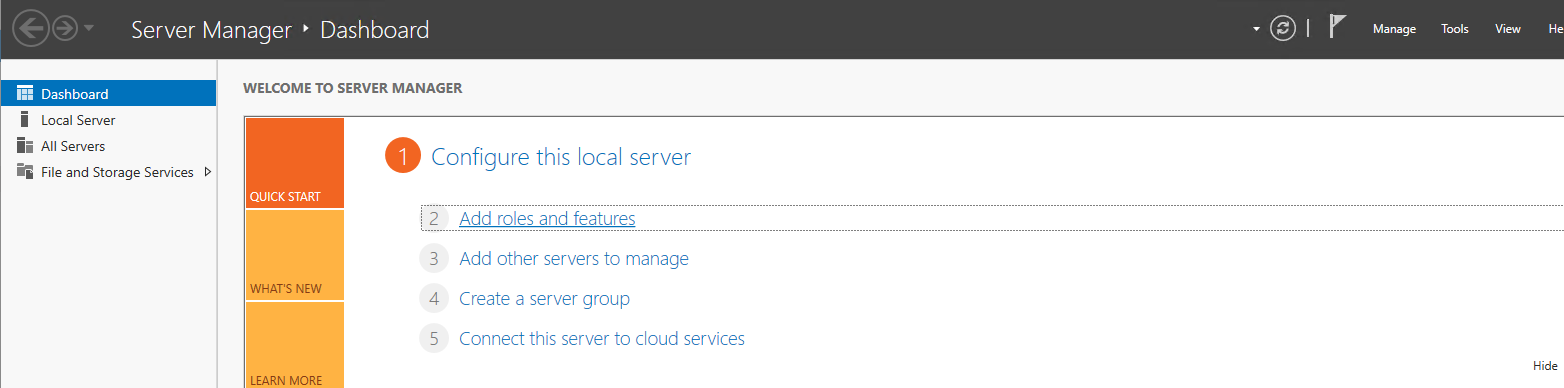 Server Manager ‣ Dashboard
Manage Tools View He
Dashboard
Local Server
All Servers
File and Storage Services
WELCOME TO SERVER MANAGER
QUICK START
WHAT'S NEW
LEARN MORE
1 Configure this local server
2 Add roles and features
3 Add other servers to manage
4 Create a server group
5 Connect this server to cloud services
Hide